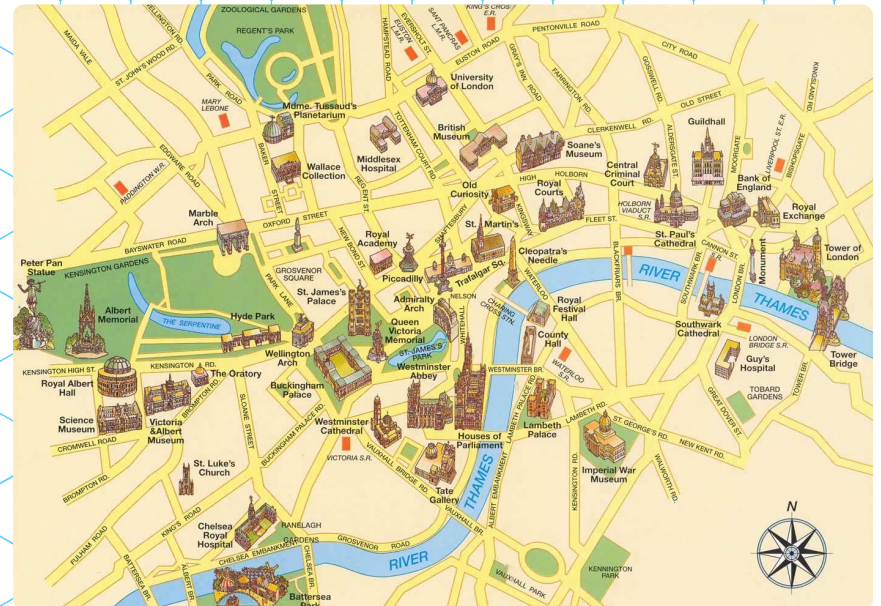 ZOOLOGICAL GARDENS
REGENT'S PARK
WELLINGTON RD.
MAIDA VALE
ST. JOHN'S WOOD RD.
PARK ROAD
HAMPSTEAD ROAD
EVERSHOLT ST.
EUSTON
L.M.R.
SANT PANCRAS
L.M.R.
KING'S CROS
E.R.
EUSTON ROAD
PENTONVILLE ROAD
GRAY'S INN ROAD
FARRINGTON RD.
CITY ROAD
GOSWELL RD.
OLD STREET
KINGSLAND RD.
MARY
LEBONE
Mdme. Tussaud's
Planetarium
University
of London
TOTTENHAM COURT RD.
British
Museum
Middlesex
Hospital
CLERKENWELL RD.
Soane's
Museum
ALDERSGATE ST.
Guildhall
MOORGATE
LIVERPOOL ST. E.R.
BISHOPSGATE
EDGWARE ROAD
PADDINGTON W.R.
BAKER
STREET
Wallace
Collection
REGENT ST.
Central
Criminal
Court
HIGH
HOLBORN
Bank of
England
Old
Curiosity
Royal
Courts
KINGSWAY
HOLBORN
VIADUCT
S.R.
Royal
Exchange
Marble
Arch
OXFORD STREET
SHAFTESBURY
FLEET ST.
St. Paul's
Cathedral
BAYSWATER ROAD
NEW BOND ST.
Royal
Academy
St. Martin's
CANNON ST.
S.R.
Monument
Tower of
London
Peter Pan
Statue
KENSINGTON GARDENS
GROSVENOR
SQUARE
PARK LANE
Piccadilly
Trafalgar Sq.
Cleopatra's
Needle
WATERLOO
BLACKFRIARS BR.
RIVER
SOUTHWARK BR.
LONDON BR.
THAMES
St. James's
Palace
Admiralty
Arch
NELSON
CHARING
CROSS STN.
Royal
Festival
Hall
Albert
Memorial
THE SERPENTINE
Hyde Park
Queen
Victoria
Memorial
WHITEHALL
County
Hall
Southwark
Cathedral
LONDON
BRIDGE S.R.
Wellington
Arch
ST. JAMES'S
PARK
WATERLOO
S.R.
Guy's
Hospital
Tower
Bridge
KENSINGTON HIGH ST.
KENSINGTON RD.
The Oratory
Westminster
Abbey
WESTMINSTER BR.
TOWER BR.
Royal Albert
Hall
BROMPTON RD.
Buckingham
Palace
LAMBETH PALACE RD.
TOBARD
GARDENS
GREAT DOVER ST.
Science
Museum
Victoria
&Albert
Museum
SLOANE STREET
BUCKINGHAM PALACE RD.
Westminster
Cathedral
Houses of
Parliament
Lambeth
Palace
LAMBETH RD.
ST. GEORGE'S RD.
NEW KENT RD.
CROMWELL ROAD
VICTORIA S.R.
VAUXHALL BRIDGE RD.
Tate
Gallery
THAMES
ALBERT EMBANKMENT
KENSINGTON RD.
Imperial War
Museum
WALWORTH RD.
BROMPTON RD.
St. Luke's
Church
KING'S ROAD
Chelsea
Royal
Hospital
RANELAGH
GARDENS
GROSVENOR ROAD
VAUXHALL BR.
N
FULHAM ROAD
CHELSEA EMBANKMENT
CHELSEA BR.
RIVER
BATTERSEA BR.
ALBERT BR.
VAUXHALL PARK
KENNINGTON
PARK
Battersea
Park